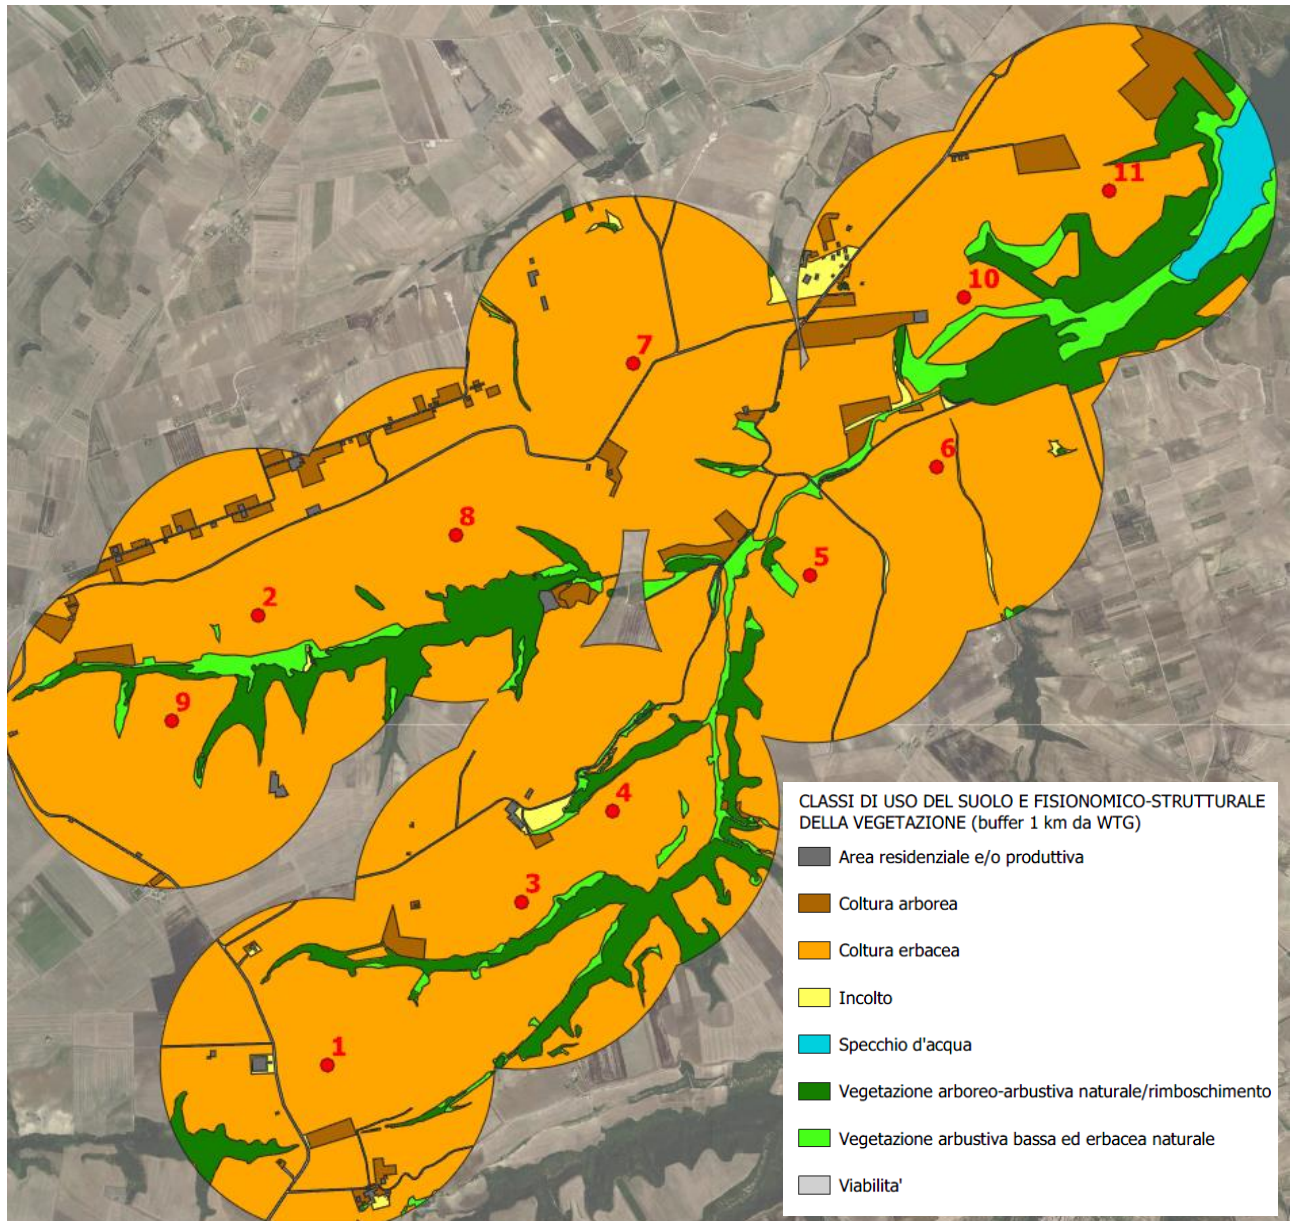 11
10
7
6
8
5
2
9
4
3
1
CLASSI DI USO DEL SUOLO E FISIONOMICO-STRUTTURALE
DELLA VEGETAZIONE (buffer 1 km da WTG)
Area residenziale e/o produttiva
Coltura arborea
Coltura erbacea
Incolto
Specchio d'acqua
Vegetazione arboreo-arbustiva naturale/rimboschimento
Vegetazione arbustiva bassa ed erbacea naturale
Viabilita'